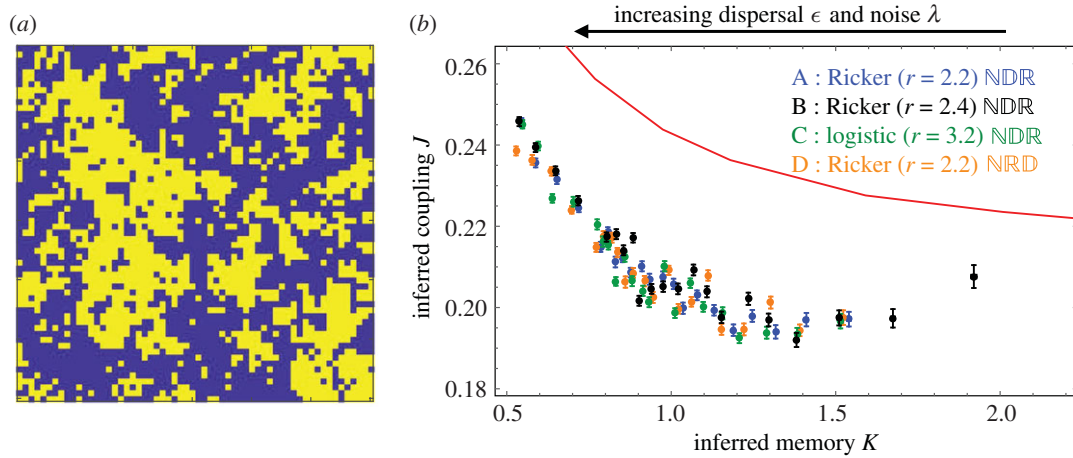 (a)
(b)
increasing dispersal ϵ and noise λ
0.26
0.24
0.22
0.20
0.18
inferred coupling J
A : Ricker (r = 2.2) ℕ𝔻ℝ
B : Ricker (r = 2.4) ℕ𝔻ℝ
C : logistic (r = 3.2) ℕ𝔻ℝ
D : Ricker (r = 2.2) ℕℝ𝔻
0.5 1.0 1.5 2.0
inferred memory K